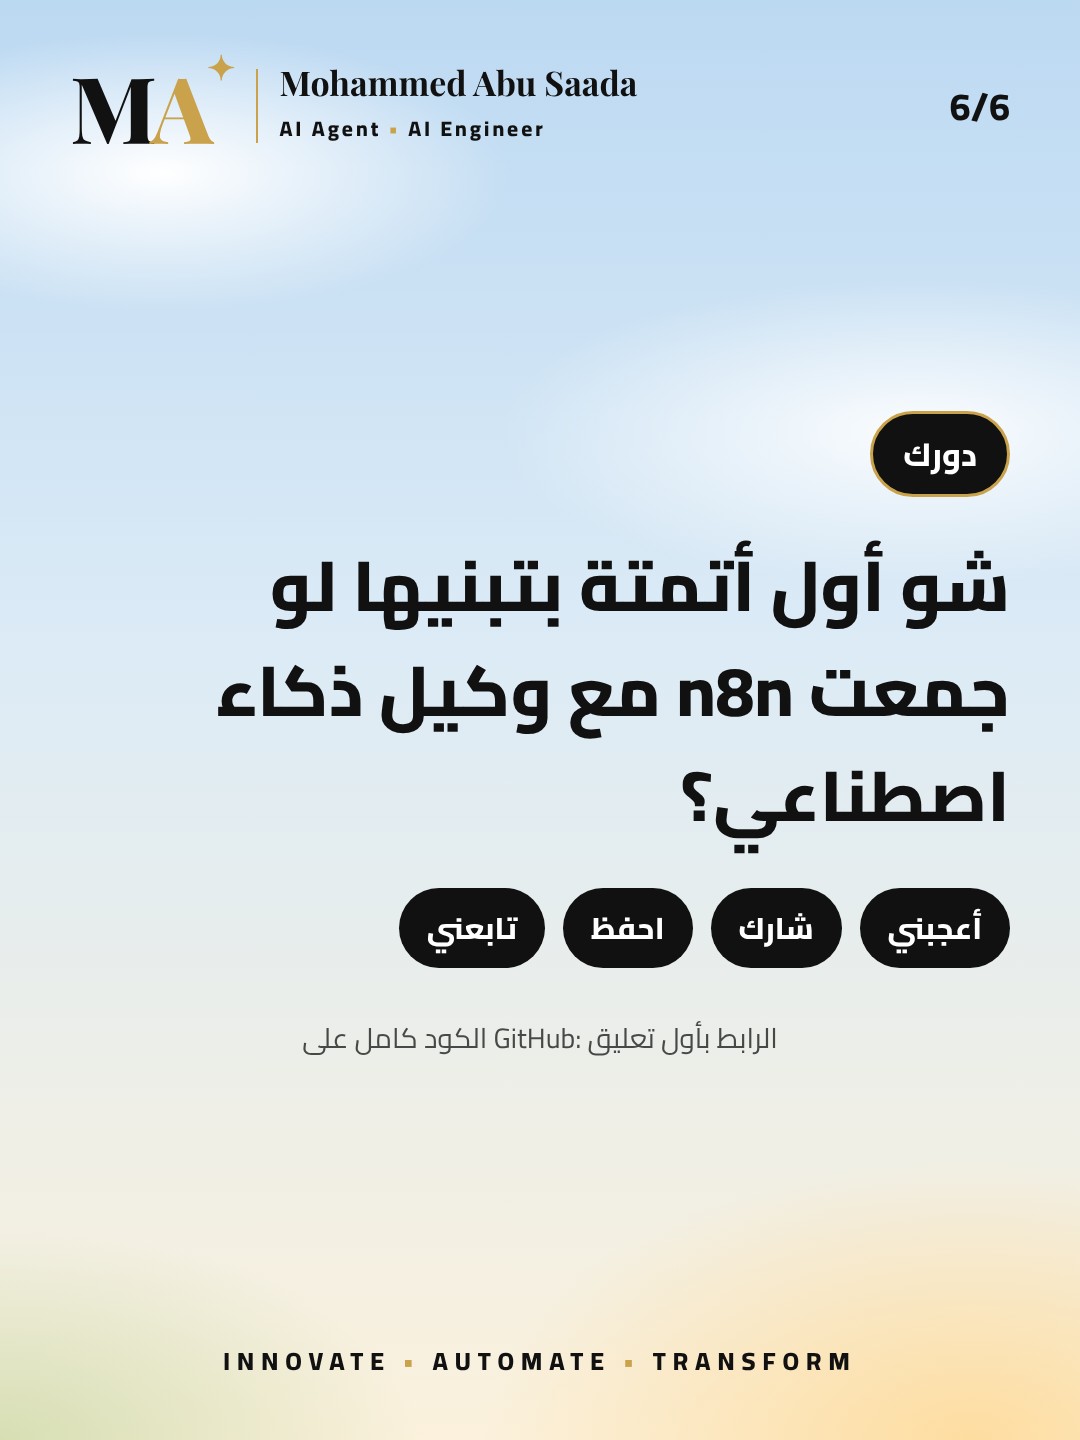 MA
Mohammed Abu Saada
AI Agent ▪ AI Engineer
6/6
دورك
شو أول أتمتة بتبنيها لو
جمعت n8n مع وكيل ذكاء
اصطناعي؟
أعجبني
شارك
احفظ
تابعني
الكود كامل على GitHub: الرابط بأول تعليق
INNOVATE ▪ AUTOMATE ▪ TRANSFORM